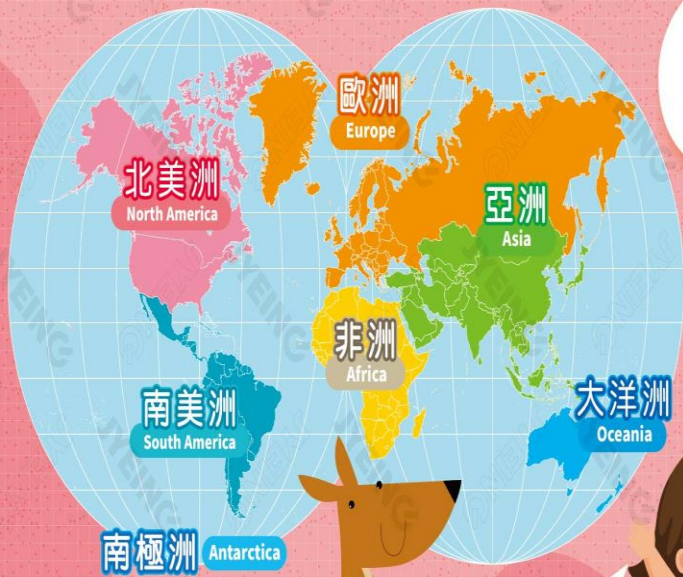 歐洲
Europe
北美洲
North America
亞洲
Asia
非洲
Africa
南美洲
South America
大洋洲
Oceania
南極洲 Antarctica